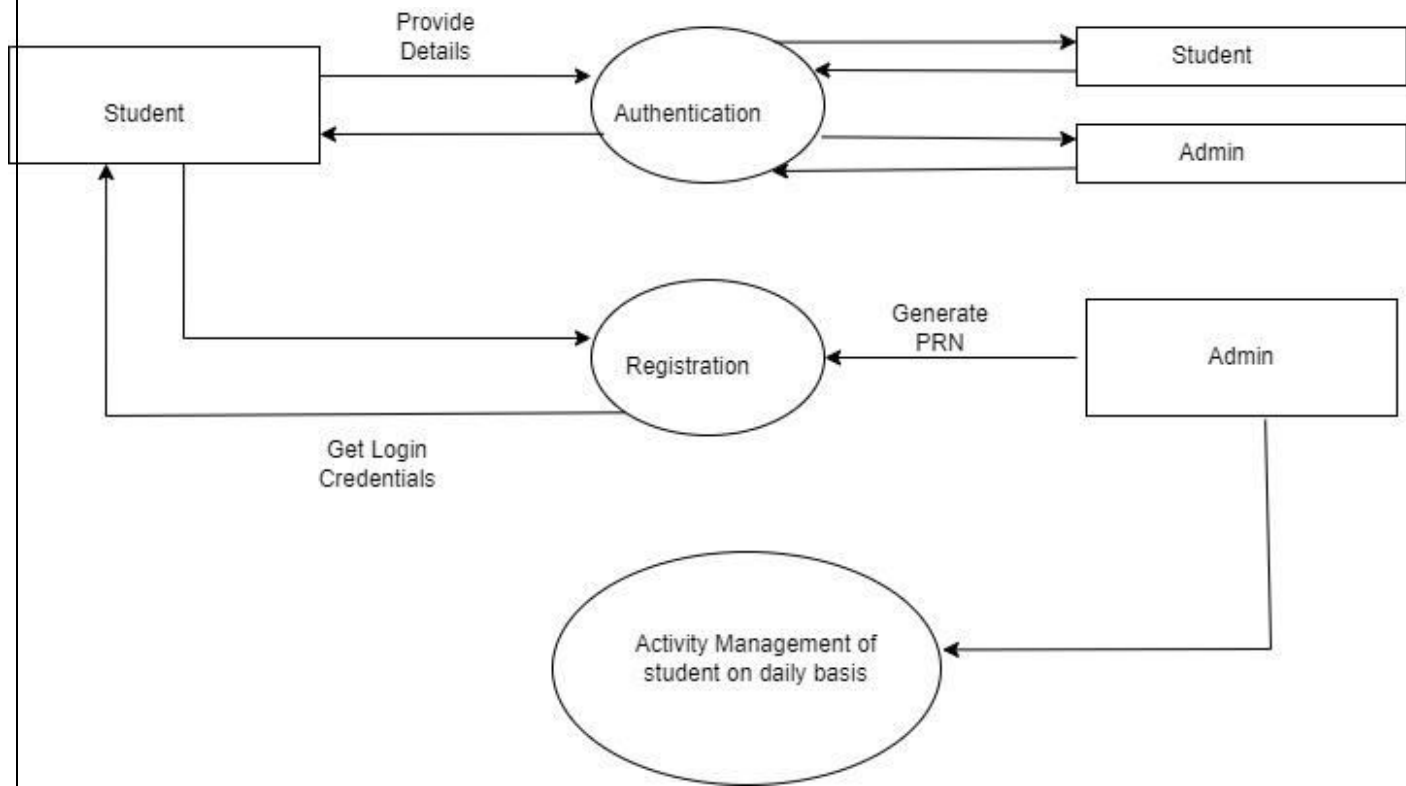 Provide
Details
Student
Authentication
Student
Admin
Generate
PRN
Registration
Admin
Get Login
Credentials
Activity Management of
student on daily basis